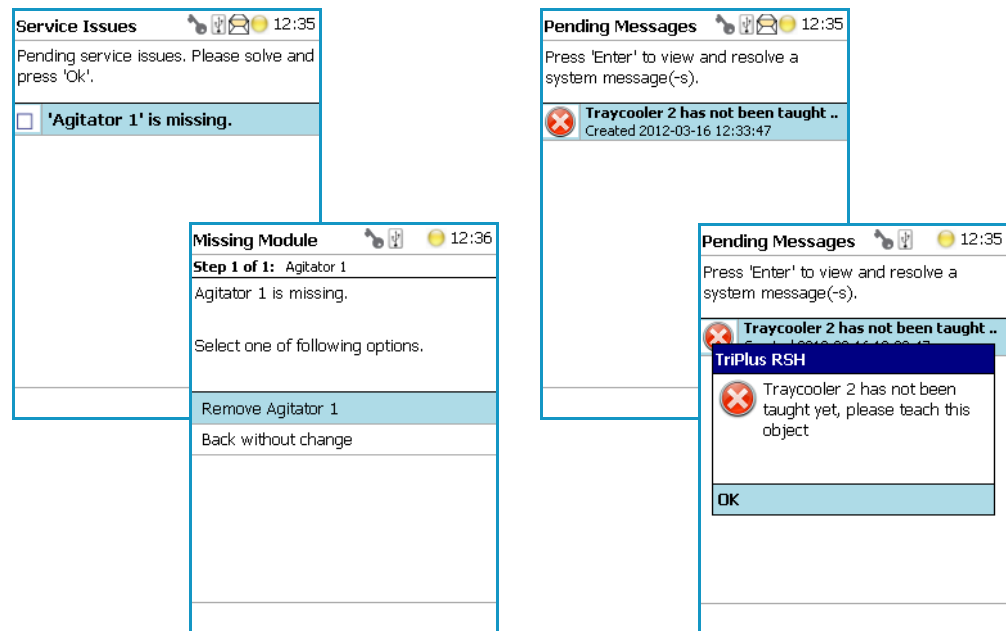 Service Issues 12:35
Pending service issues. Please solve and
press 'Ok'.
'Agitator 1' is missing.
Missing Module 12:36
Step 1 of 1: Agitator 1
Agitator 1 is missing.
Select one of following options.
Remove Agitator 1
Back without change
Pending Messages 12:35
Press 'Enter' to view and resolve a
system message(-s).
Traycooler 2 has not been taught ..
Created 2012-03-16 12:33:47
Pending Messages 12:35
Press 'Enter' to view and resolve a
system message(-s).
Traycooler 2 has not been taught ..
TriPlus RSH
Traycooler 2 has not been
taught yet, please teach this
object
OK